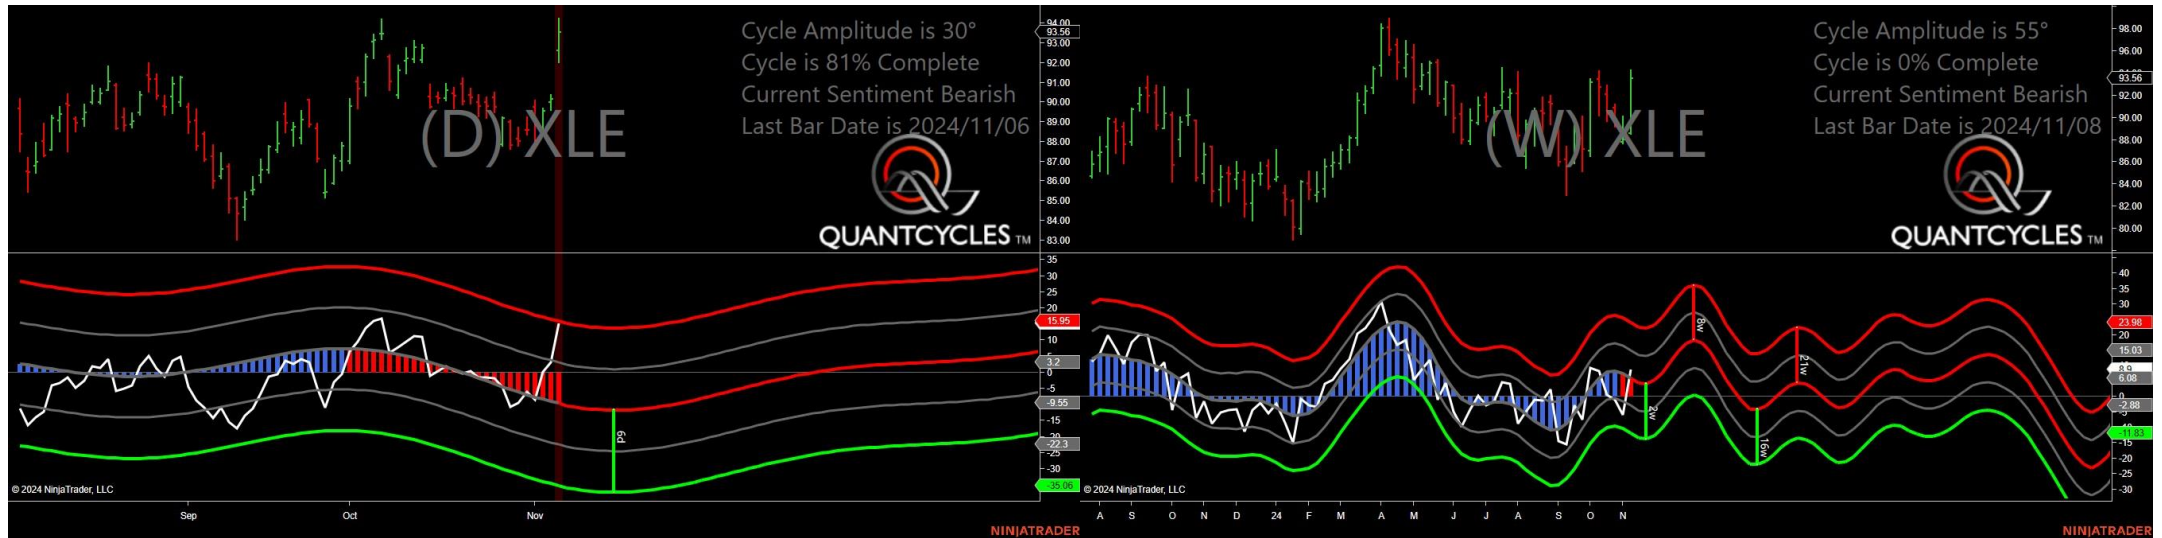 Cycle Amplitude is 30°
Cycle is 81% Complete
Current Sentiment Bearish
Last Bar Date is 2024/11/06
(D) XLE
QUANTCYCLES TM
94.00
93.56
93.00
92.00
91.00
90.00
89.00
88.00
87.00
86.00
85.00
84.00
83.00
35
30
25
20
15.95
10
5
3.2
0
-5
-9.55
-15
-20
-22.3
-25
-30
-35.06
6d
© 2024 NinjaTrader, LLC
Sep Oct Nov
NINJATRADER
Cycle Amplitude is 55°
Cycle is 0% Complete
Current Sentiment Bearish
Last Bar Date is 2024/11/08
(W) XLE
QUANTCYCLES TM
98.00
96.00
93.56
92.00
90.00
88.00
86.00
84.00
82.00
80.00
40
35
30
23.98
20
15.03
8.9
6.08
0
-2.88
-11.83
-15
-20
-25
-30
2w
8w
16w
21w
© 2024 NinjaTrader, LLC
A S O N D 24 F M A M J J A S O N
NINJATRADER